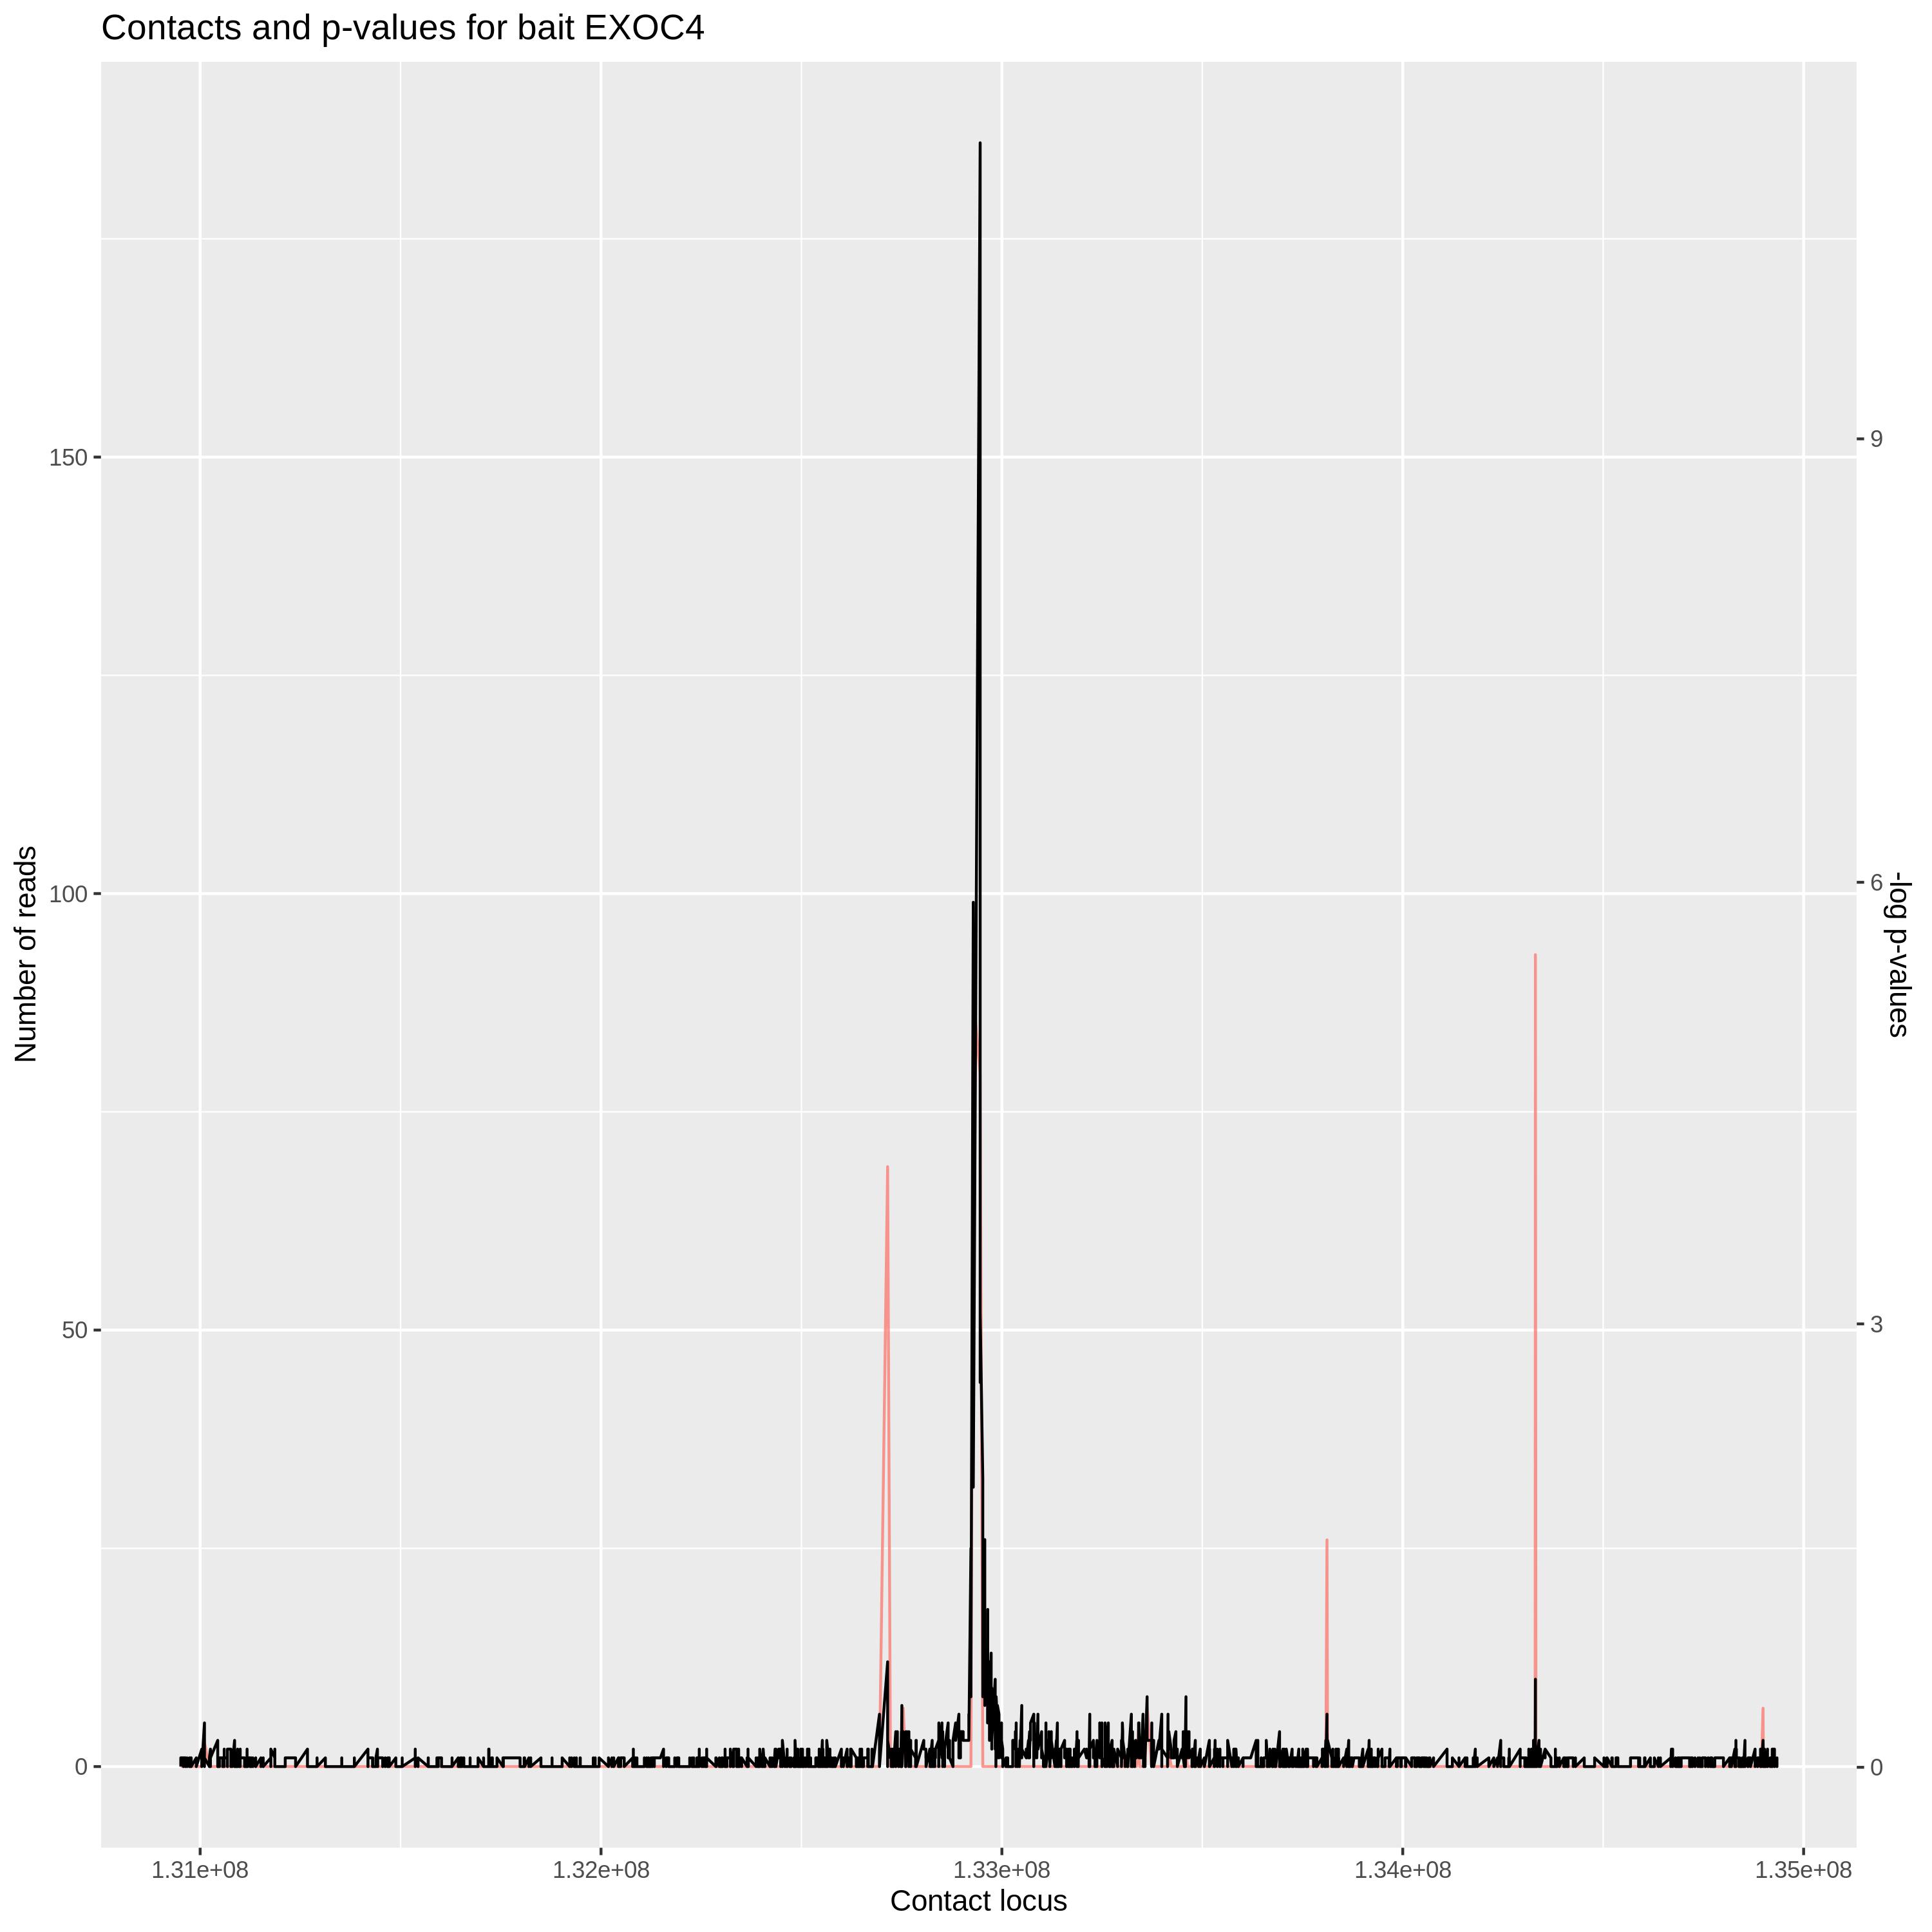 Contacts and p-values for bait EXOC4
150
100
50
0
Number of reads
9
6
3
0
-log p-values
1.31e+08
1.32e+08
1.33e+08
1.34e+08
1.35e+08
Contact locus